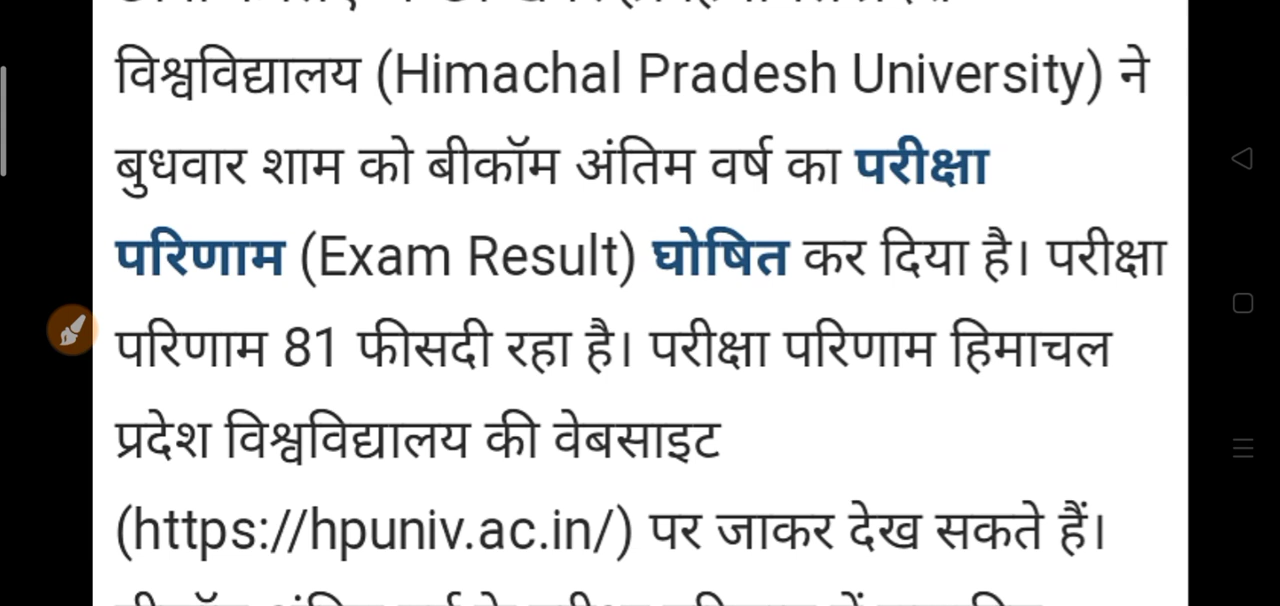 विश्वविद्यालय (Himachal Pradesh University) ने
बुधवार शाम को बीकॉम अंतिम वर्ष का परीक्षा
परिणाम (Exam Result) घोषित कर दिया है। परीक्षा
परिणाम 81 फीसदी रहा है। परीक्षा परिणाम हिमाचल
प्रदेश विश्वविद्यालय की वेबसाइट
(https://hpuniv.ac.in/) पर जाकर देख सकते हैं।